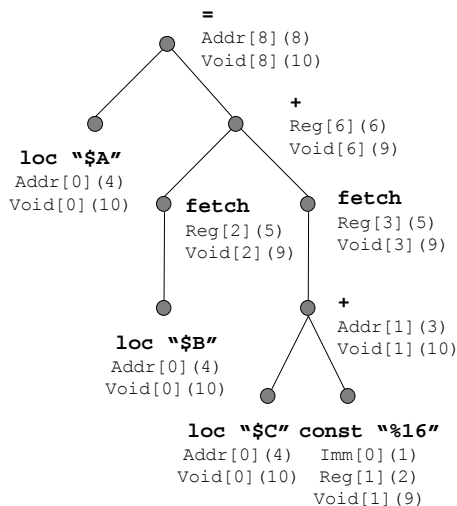 =
Addr[8](8)
Void[8](10)
+
Reg[6](6)
Void[6](9)
loc “$A”
Addr[0](4)
Void[0](10)
fetch
Reg[2](5)
Void[2](9)
fetch
Reg[3](5)
Void[3](9)
+
Addr[1](3)
Void[1](10)
loc “$B”
Addr[0](4)
Void[0](10)
loc “$C”
Addr[0](4)
Void[0](10)
const “%16”
Imm[0](1)
Reg[1](2)
Void[1](9)